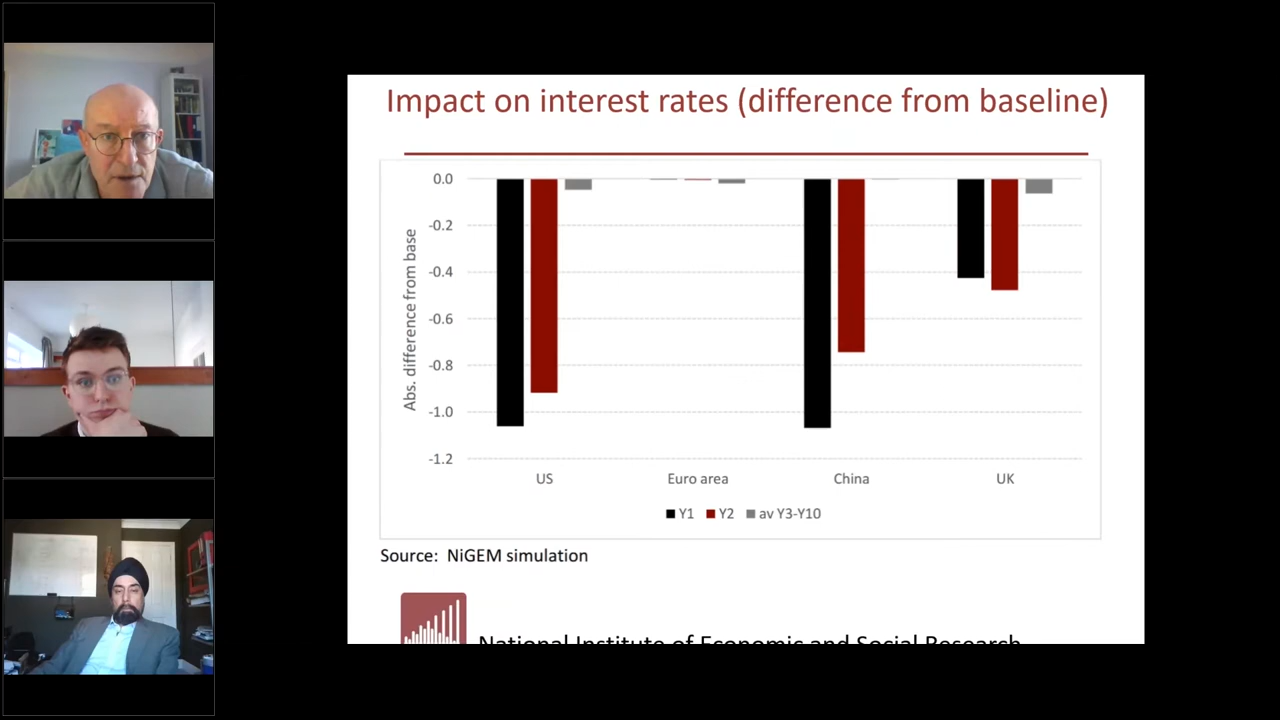 Impact on interest rates (difference from baseline)
Abs. difference from base
0.0
-0.2
-0.4
-0.6
-0.8
-1.0
-1.2
US Euro area China UK
Y1 Y2 av Y3-Y10
Source: NiGEM simulation
National Institute of Economic and Social Research